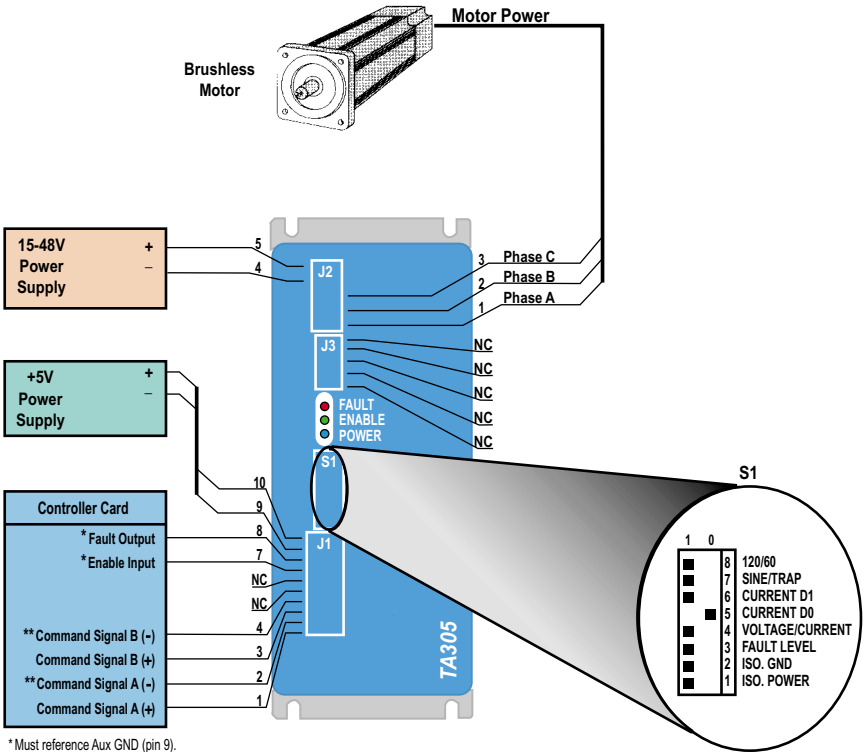 Motor Power
Brushless
Motor
15-48V +
Power –
Supply
5
4
J2
3 Phase C
2 Phase B
1 Phase A
+5V +
Power –
Supply
J3
NC
NC
NC
NC
NC
FAULT
ENABLE
POWER
S1
10
9
8
7
NC
NC
4
3
2
1
J1
TA305
Controller Card
* Fault Output
* Enable Input
** Command Signal B (-)
Command Signal B (+)
** Command Signal A (-)
Command Signal A (+)
S1
1 0
8 120/60
7 SINE/TRAP
6 CURRENT D1
5 CURRENT D0
4 VOLTAGE/CURRENT
3 FAULT LEVEL
2 ISO. GND
1 ISO. POWER
* Must reference Aux GND (pin 9).